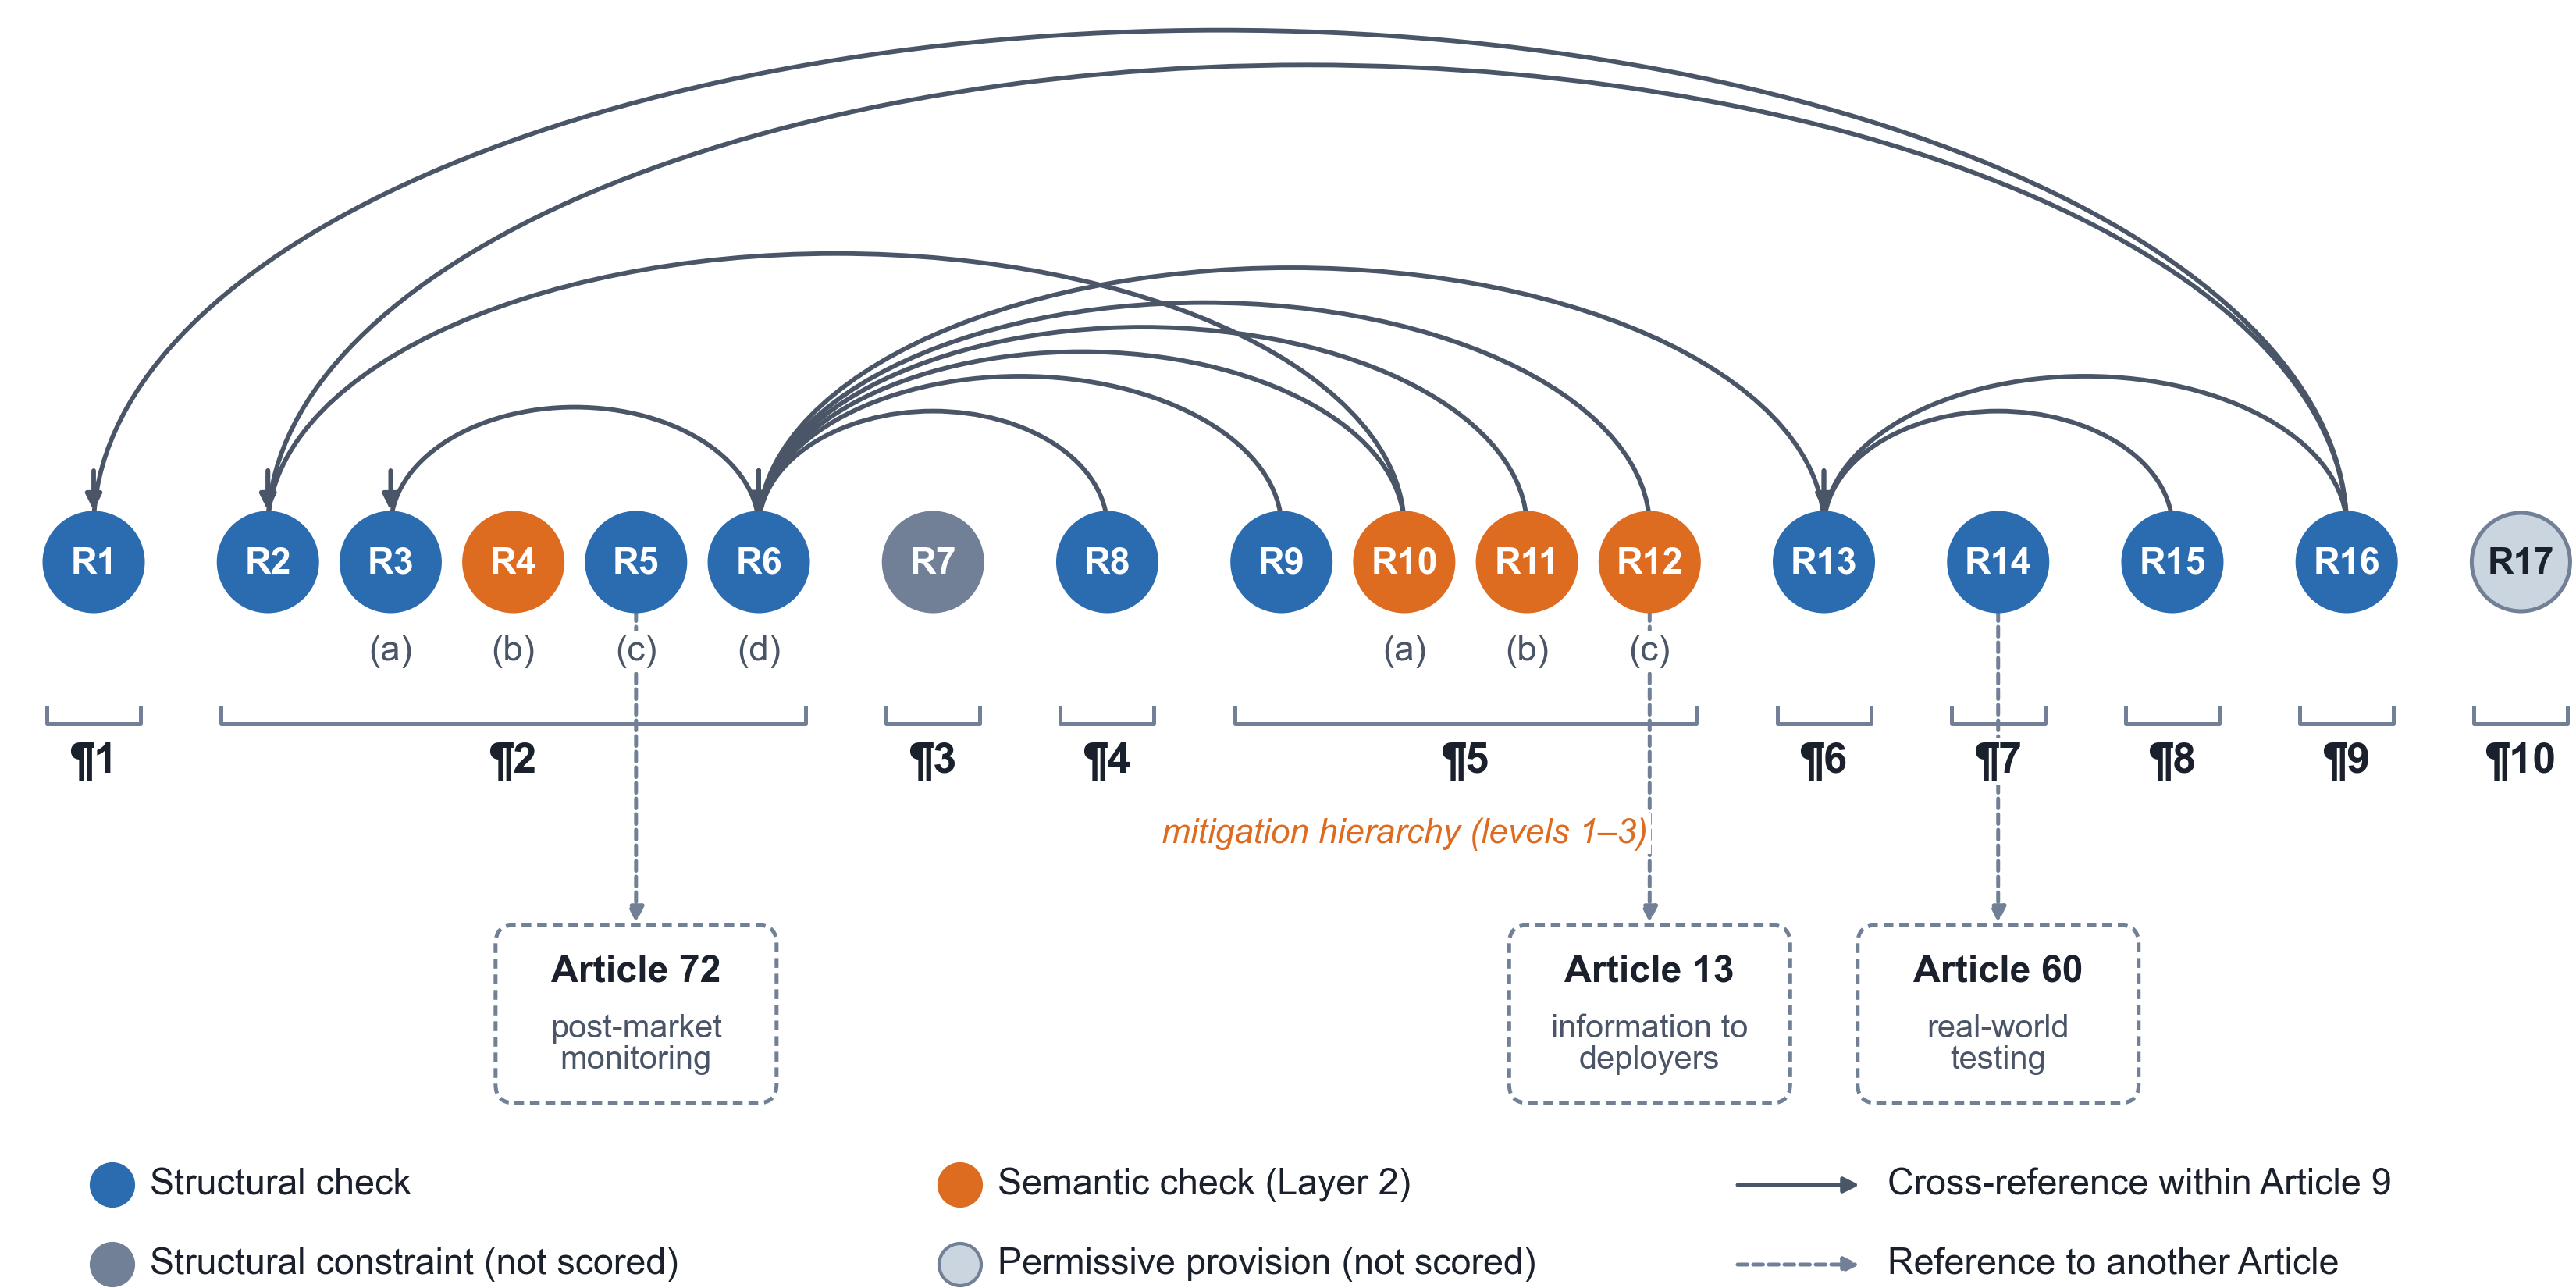 R1
R2
R3
R4
R5
R6
R7
R8
R9
R10
R11
R12
R13
R14
R15
R16
R17
(a)
(b)
(c)
(d)
(a)
(b)
(c)
¶1
¶2
¶3
¶4
¶5
¶6
¶7
¶8
¶9
¶10
mitigation hierarchy (levels 1–3)
Article 72
post-market
monitoring
Article 13
information to
deployers
Article 60
real-world
testing
Structural check
Semantic check (Layer 2)
Cross-reference within Article 9
Structural constraint (not scored)
Permissive provision (not scored)
Reference to another Article